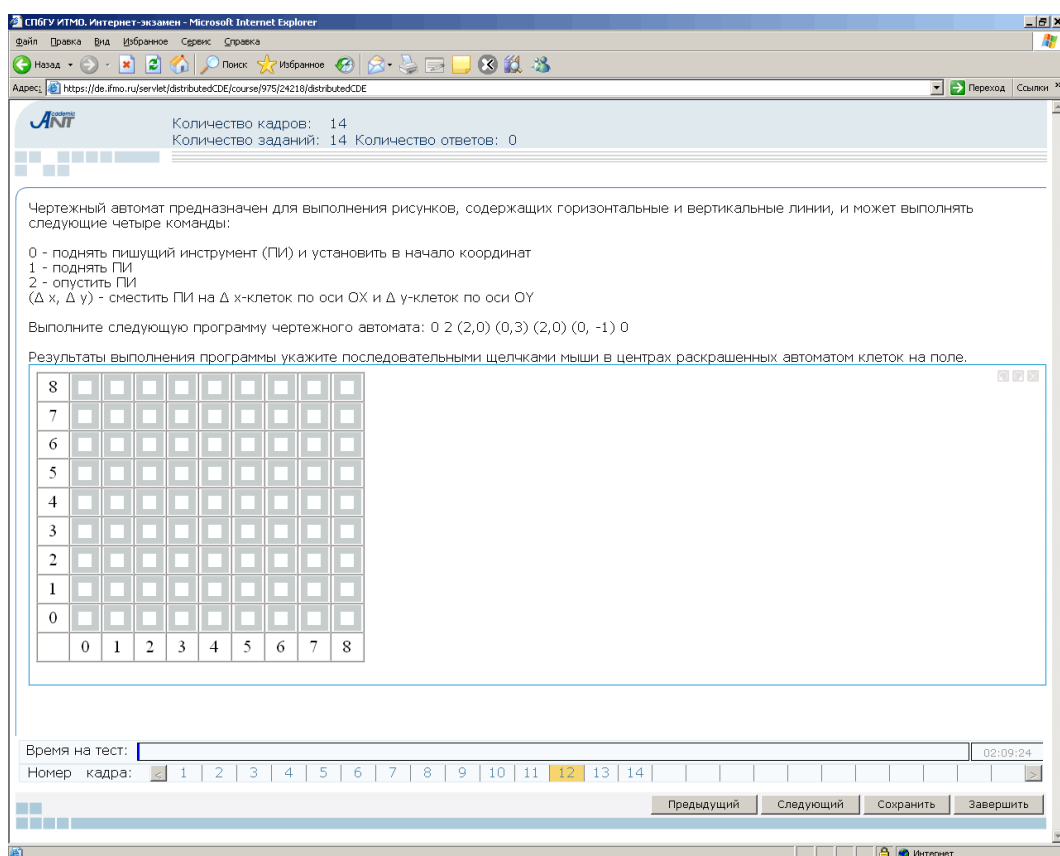 СПбГУ ИТМО. Интернет-экзамен - Microsoft Internet Explorer
Файл Правка Вид Избранное Сервис Справка
Назад Поиск Избранное
Адрес: https://de.ifmo.ru/servlet/distributedCDE/course/975/24218/distributedCDE Переход Ссылки »
Academic ANT
Количество кадров: 14
Количество заданий: 14 Количество ответов: 0
Чертежный автомат предназначен для выполнения рисунков, содержащих горизонтальные и вертикальные линии, и может выполнять
следующие четыре команды:
0 - поднять пишущий инструмент (ПИ) и установить в начало координат
1 - поднять ПИ
2 - опустить ПИ
(Δ x, Δ y) - сместить ПИ на Δ x-клеток по оси OX и Δ y-клеток по оси OY
Выполните следующую программу чертежного автомата: 0 2 (2,0) (0,3) (2,0) (0, -1) 0
Результаты выполнения программы укажите последовательными щелчками мыши в центрах раскрашенных автоматом клеток на поле.
8
7
6
5
4
3
2
1
0
0 1 2 3 4 5 6 7 8
Время на тест: 02:09:24
Номер кадра: < 1 2 3 4 5 6 7 8 9 10 11 12 13 14 >
Предыдущий Следующий Сохранить Завершить
Интернет